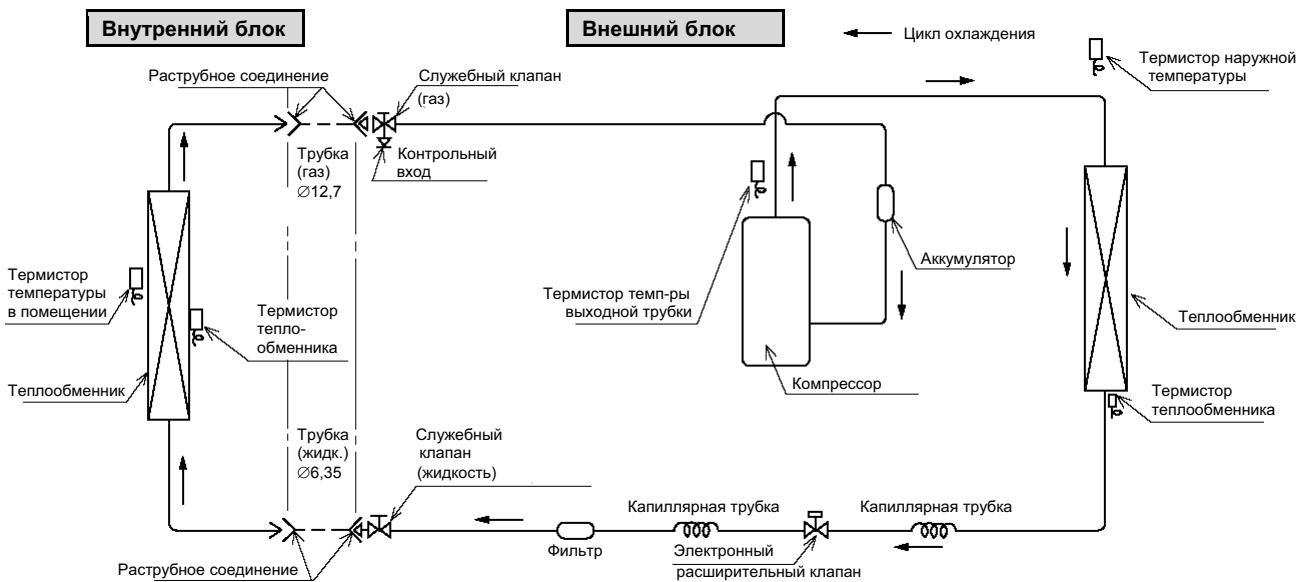 Внутренний блок
Внешний блок
Цикл охлаждения
Термистор наружной
температуры
Раструбное соединение
Служебный клапан
(газ)
Трубка
(газ)
∅12,7
Контрольный
вход
Аккумулятор
Термистор
температуры
в помещении
Термистор
тепло-
обменника
Термистор темп-ры
выходной трубки
Теплообменник
Теплообменник
Компрессор
Термистор
теплообменника
Трубка
(жидк.)
∅6,35
Служебный
клапан
(жидкость)
Капиллярная трубка
Капиллярная трубка
Фильтр
Электронный
расширительный клапан
Раструбное соединение